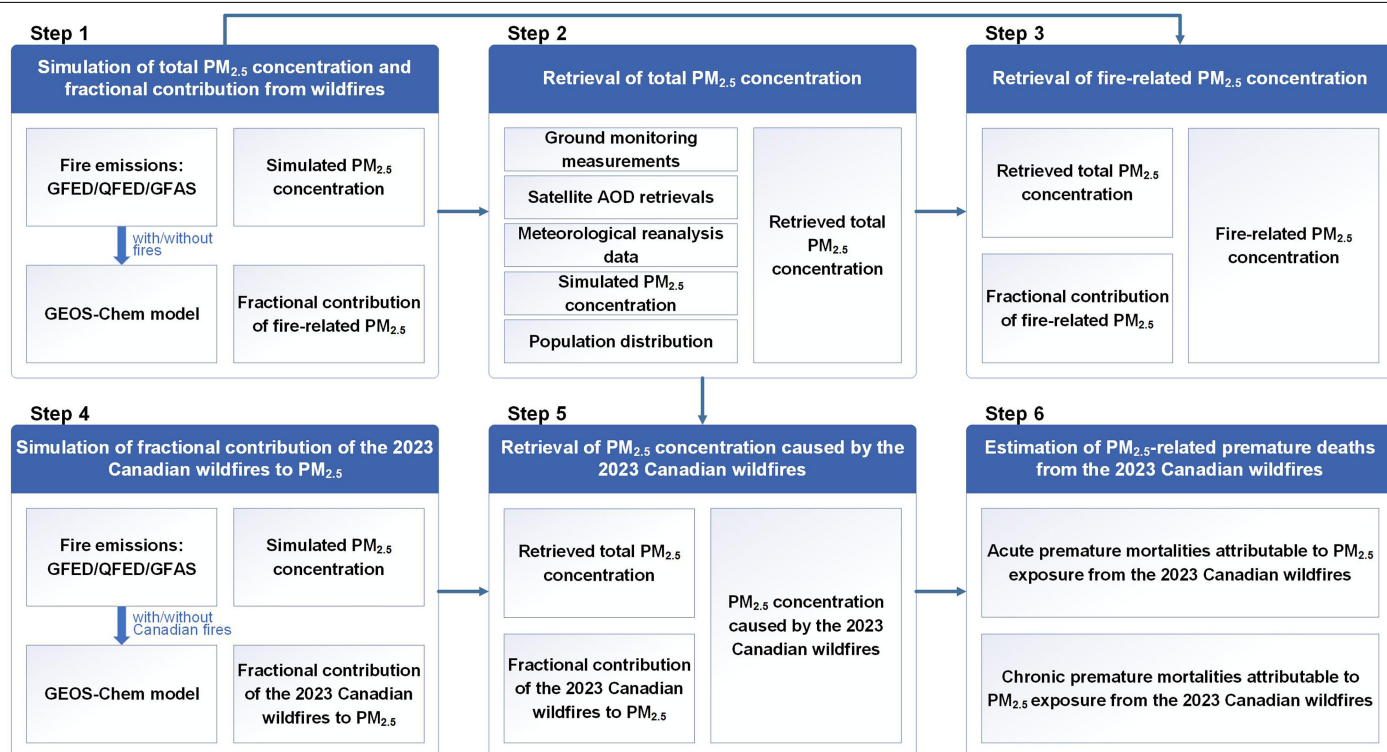 Step 1
Simulation of total PM2.5 concentration and
fractional contribution from wildfires
Fire emissions:
GFED/QFED/GFAS
with/without
fires
GEOS-Chem model
Simulated PM2.5
concentration
Fractional contribution
of fire-related PM2.5
Step 2
Retrieval of total PM2.5 concentration
Ground monitoring
measurements
Satellite AOD retrievals
Meteorological reanalysis
data
Simulated PM2.5
concentration
Population distribution
Retrieved total
PM2.5
concentration
Step 3
Retrieval of fire-related PM2.5 concentration
Retrieved total PM2.5
concentration
Fractional contribution
of fire-related PM2.5
Fire-related PM2.5
concentration
Step 4
Simulation of fractional contribution of the 2023
Canadian wildfires to PM2.5
Fire emissions:
GFED/QFED/GFAS
with/without
Canadian fires
GEOS-Chem model
Simulated PM2.5
concentration
Fractional contribution
of the 2023 Canadian
wildfires to PM2.5
Step 5
Retrieval of PM2.5 concentration caused by the
2023 Canadian wildfires
Retrieved total PM2.5
concentration
Fractional contribution
of the 2023 Canadian
wildfires to PM2.5
PM2.5 concentration
caused by the 2023
Canadian wildfires
Step 6
Estimation of PM2.5-related premature deaths
from the 2023 Canadian wildfires
Acute premature mortalities attributable to PM2.5
exposure from the 2023 Canadian wildfires
Chronic premature mortalities attributable to
PM2.5 exposure from the 2023 Canadian wildfires